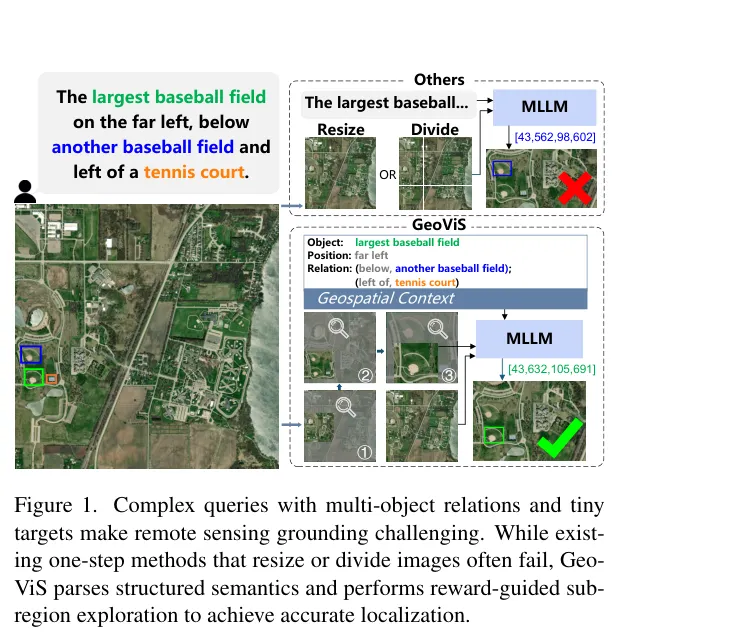 The largest baseball field
on the far left, below
another baseball field and
left of a tennis court.
Others
The largest baseball...
MLLM
Resize
Divide
[43,562,98,602]
OR
GeoViS
Object: largest baseball field
Position: far left
Relation: (below, another baseball field);
(left of, tennis court)
Geospatial Context
MLLM
②
③
[43,632,105,691]
①
Figure 1. Complex queries with multi-object relations and tiny
targets make remote sensing grounding challenging. While exist-
ing one-step methods that resize or divide images often fail, Geo-
ViS parses structured semantics and performs reward-guided sub-
region exploration to achieve accurate localization.